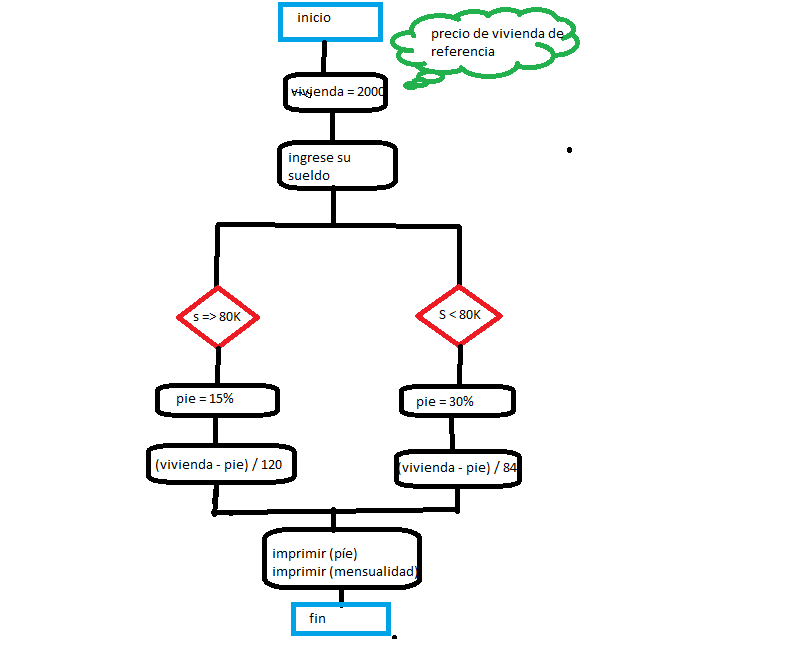 inicio
precio de vivienda de
referencia
vivienda = 2000
ingrese su
sueldo
s => 80K
S < 80K
pie = 15%
pie = 30%
(vivienda - pie) / 120
(vivienda - pie) / 84
imprimir (píe)
imprimir (mensualidad)
fin